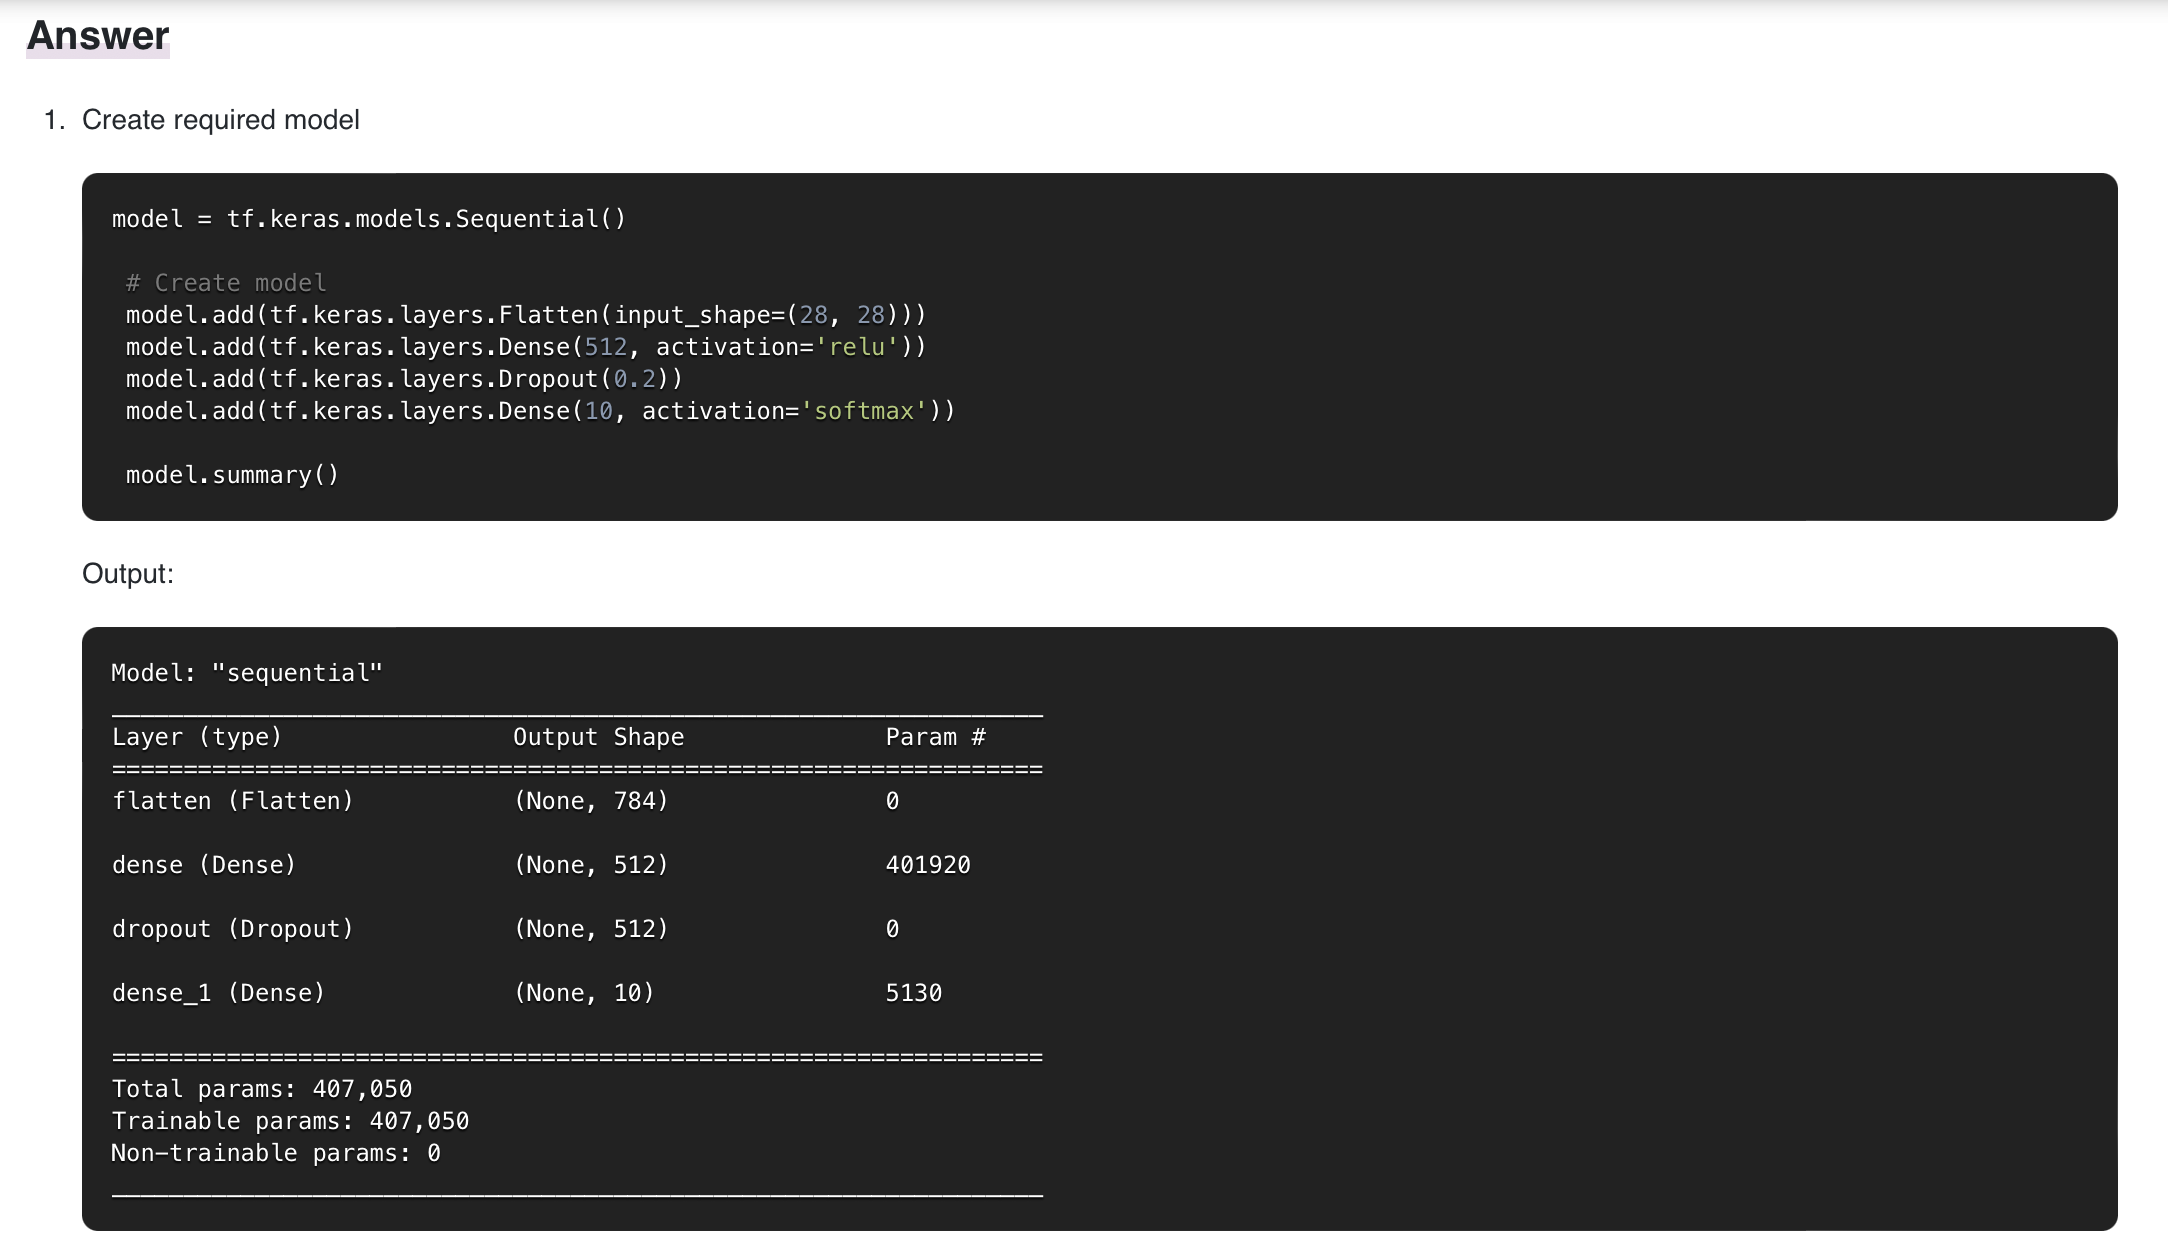 Answer
1. Create required model
model = tf.keras.models.Sequential()
# Create model
model.add(tf.keras.layers.Flatten(input_shape=(28, 28)))
model.add(tf.keras.layers.Dense(512, activation='relu'))
model.add(tf.keras.layers.Dropout(0.2))
model.add(tf.keras.layers.Dense(10, activation='softmax'))
model.summary()
Output:
Model: "sequential"
_________________________________________________________________
Layer (type)                Output Shape              Param #
=================================================================
flatten (Flatten)           (None, 784)               0
dense (Dense)               (None, 512)               401920
dropout (Dropout)           (None, 512)               0
dense_1 (Dense)             (None, 10)                5130
=================================================================
Total params: 407,050
Trainable params: 407,050
Non-trainable params: 0
_________________________________________________________________